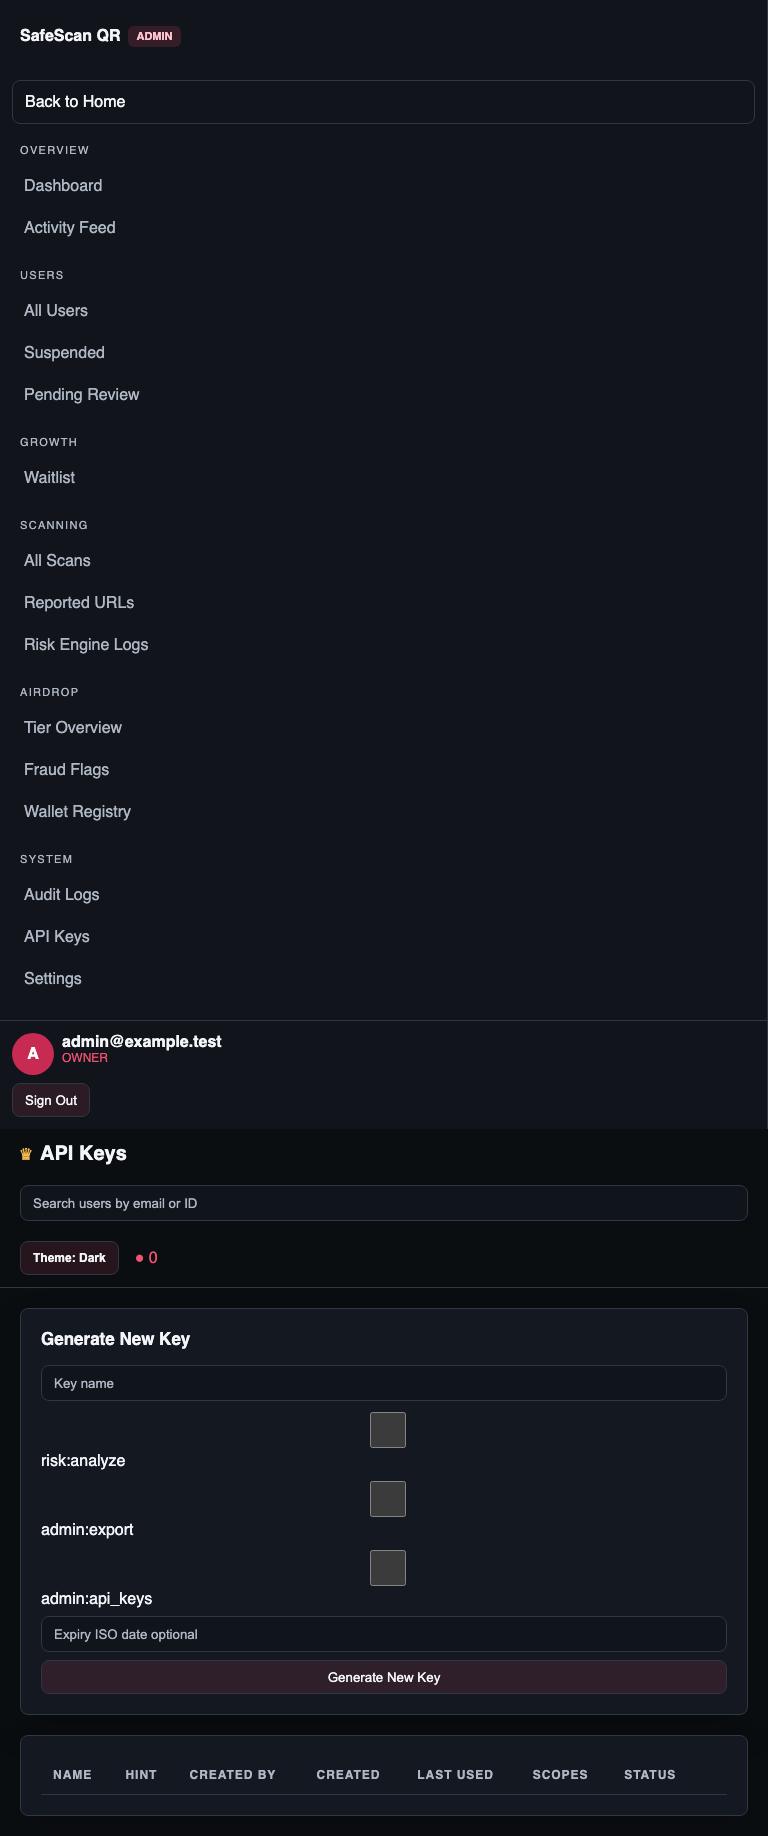 SafeScan QR ADMIN
Back to Home
OVERVIEW
Dashboard
Activity Feed
USERS
All Users
Suspended
Pending Review
GROWTH
Waitlist
SCANNING
All Scans
Reported URLs
Risk Engine Logs
AIRDROP
Tier Overview
Fraud Flags
Wallet Registry
SYSTEM
Audit Logs
API Keys
Settings
A admin@example.test
OWNER
Sign Out
♛ API Keys
Search users by email or ID
Theme: Dark ● 0
Generate New Key
Key name
risk:analyze
admin:export
admin:api_keys
Expiry ISO date optional
Generate New Key
NAME HINT CREATED BY CREATED LAST USED SCOPES STATUS